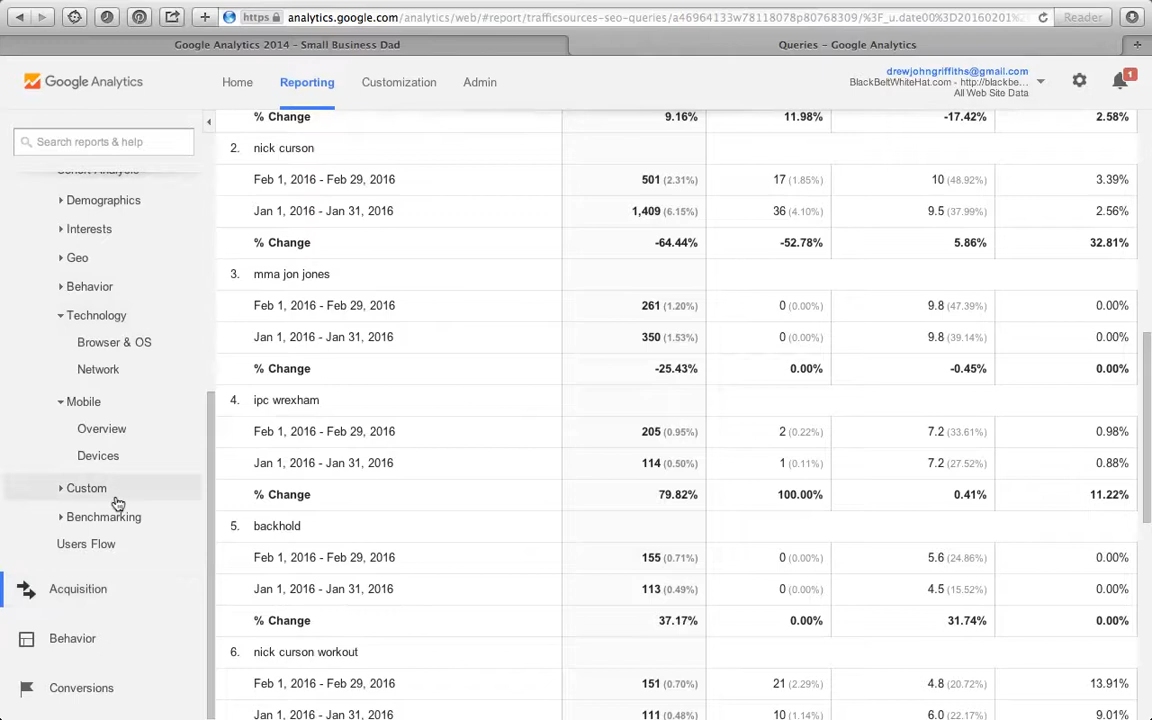 https analytics.google.com/analytics/web/#report/trafficsources-seo-queries/a46964133w78118078p80768309/%3F_u.date00%3D20160201%2 Reader
Google Analytics 2014 - Small Business Dad Queries – Google Analytics
Google Analytics Home Reporting Customization Admin
drewjohngriffiths@gmail.com
BlackBeltWhiteHat.com - http://blackbe...
All Web Site Data
1
Search reports & help
Cohort Analysis
Demographics
Interests
Geo
Behavior
Technology
Browser & OS
Network
Mobile
Overview
Devices
Custom
Benchmarking
Users Flow
Acquisition
Behavior
Conversions
% Change 9.16% 11.98% -17.42% 2.58%
2. nick curson
Feb 1, 2016 - Feb 29, 2016 501 (2.31%) 17 (1.85%) 10 (48.92%) 3.39%
Jan 1, 2016 - Jan 31, 2016 1,409 (6.15%) 36 (4.10%) 9.5 (37.99%) 2.56%
% Change -64.44% -52.78% 5.86% 32.81%
3. mma jon jones
Feb 1, 2016 - Feb 29, 2016 261 (1.20%) 0 (0.00%) 9.8 (47.39%) 0.00%
Jan 1, 2016 - Jan 31, 2016 350 (1.53%) 0 (0.00%) 9.8 (39.14%) 0.00%
% Change -25.43% 0.00% -0.45% 0.00%
4. ipc wrexham
Feb 1, 2016 - Feb 29, 2016 205 (0.95%) 2 (0.22%) 7.2 (33.61%) 0.98%
Jan 1, 2016 - Jan 31, 2016 114 (0.50%) 1 (0.11%) 7.2 (27.52%) 0.88%
% Change 79.82% 100.00% 0.41% 11.22%
5. backhold
Feb 1, 2016 - Feb 29, 2016 155 (0.71%) 0 (0.00%) 5.6 (24.86%) 0.00%
Jan 1, 2016 - Jan 31, 2016 113 (0.49%) 0 (0.00%) 4.5 (15.52%) 0.00%
% Change 37.17% 0.00% 31.74% 0.00%
6. nick curson workout
Feb 1, 2016 - Feb 29, 2016 151 (0.70%) 21 (2.29%) 4.8 (20.72%) 13.91%
Jan 1, 2016 - Jan 31, 2016 111 (0.48%) 10 (1.14%) 6.0 (22.17%) 9.01%